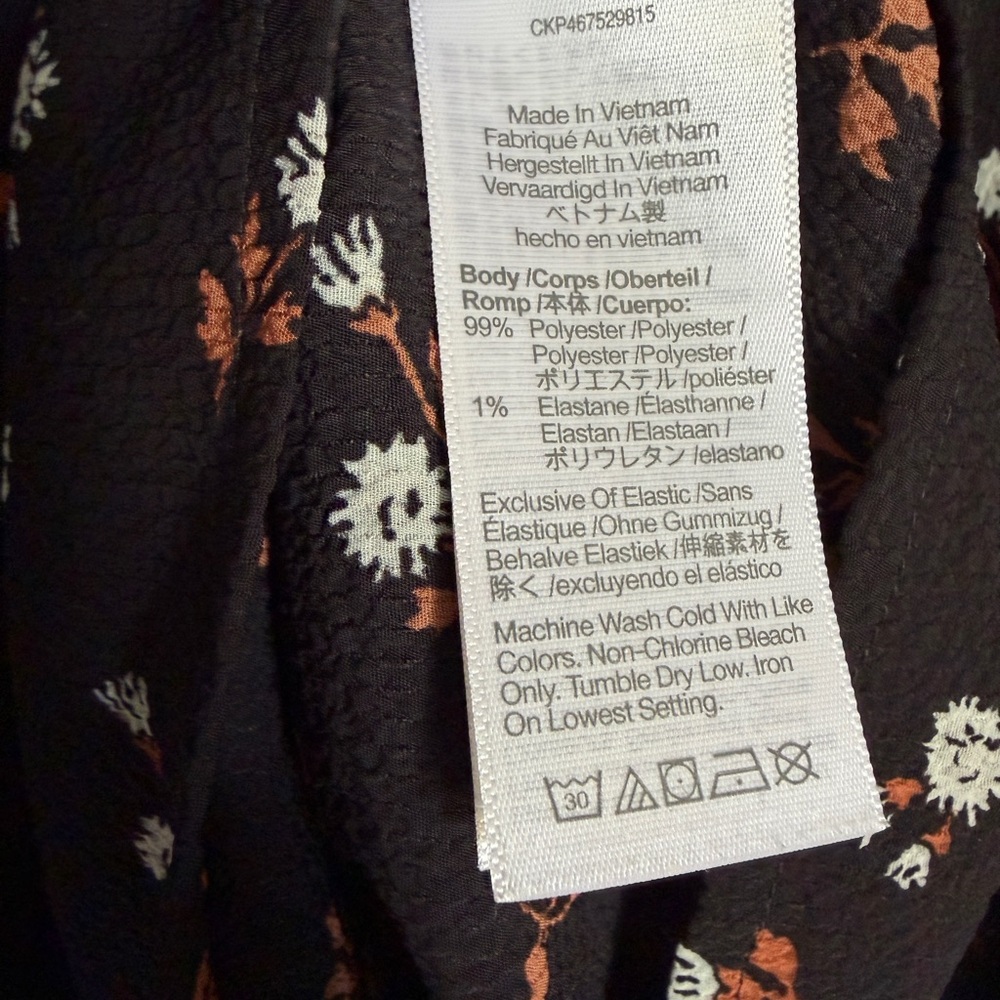 CKP467529815
Made In Vietnam
Fabriqué Au Viêt Nam
Hergestellt In Vietnam
Vervaardigd In Vietnam
ベトナム製
hecho en vietnam
Body /Corps /Oberteil /
Romp /本体 /Cuerpo:
99% Polyester /Polyester /
Polyester /Polyester /
ポリエステル /poliéster
1% Elastane /Élasthanne /
Elastan /Elastaan /
ポリウレタン /elastano
Exclusive Of Elastic /Sans
Élastique /Ohne Gummizug /
Behalve Elastiek /伸縮素材を
除く /excluyendo el elástico
Machine Wash Cold With Like
Colors. Non-Chlorine Bleach
Only. Tumble Dry Low. Iron
On Lowest Setting.
30